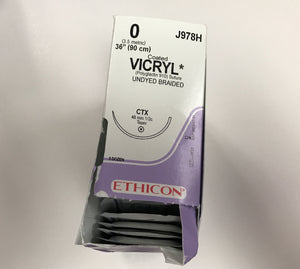 0
(3.5 metric)
36" (90 cm)
J978H
Coated
VICRYL*
(Polyglactin 910) Suture
UNDYED BRAIDED
CTX
48 mm 1/2c
Taper
ETHICON